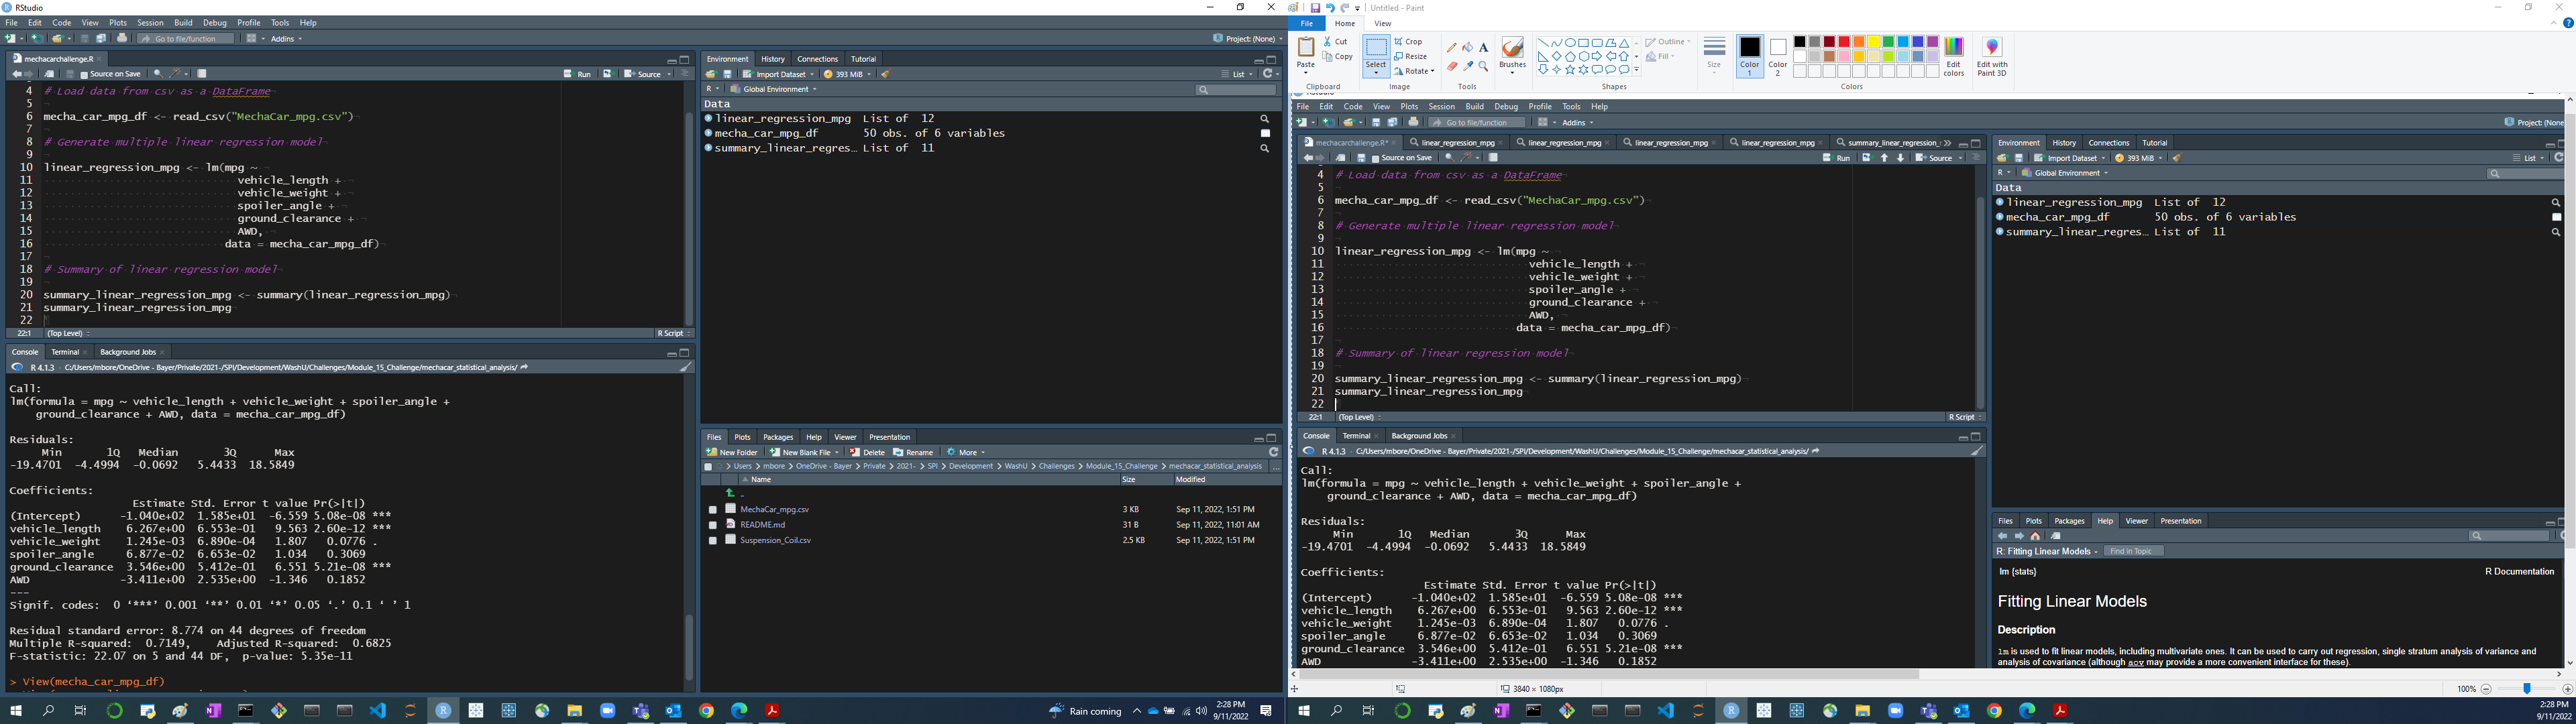 RStudio
File Edit Code View Plots Session Build Debug Profile Tools Help
Go to file/function Addins Project: (None)
mechacarchallenge.R
Source on Save Run Source
4 # Load data from csv as a DataFrame
5
6 mecha_car_mpg_df <- read_csv("MechaCar_mpg.csv")
7
8 # Generate multiple linear regression model
9
10 linear_regression_mpg <- lm(mpg ~
11 vehicle_length +
12 vehicle_weight +
13 spoiler_angle +
14 ground_clearance +
15 AWD,
16 data = mecha_car_mpg_df)
17
18 # Summary of linear regression model
19
20 summary_linear_regression_mpg <- summary(linear_regression_mpg)
21 summary_linear_regression_mpg
22
22:1 (Top Level) R Script
Console Terminal Background Jobs
R 4.1.3 · C:/Users/mbore/OneDrive - Bayer/Private/2021-/SPI/Development/WashU/Challenges/Module_15_Challenge/mechacar_statistical_analysis/
Call:
lm(formula = mpg ~ vehicle_length + vehicle_weight + spoiler_angle +
ground_clearance + AWD, data = mecha_car_mpg_df)
Residuals:
Min 1Q Median 3Q Max
-19.4701 -4.4994 -0.0692 5.4433 18.5849
Coefficients:
Estimate Std. Error t value Pr(>|t|)
(Intercept) -1.040e+02 1.585e+01 -6.559 5.08e-08 ***
vehicle_length 6.267e+00 6.553e-01 9.563 2.60e-12 ***
vehicle_weight 1.245e-03 6.890e-04 1.807 0.0776 .
spoiler_angle 6.877e-02 6.653e-02 1.034 0.3069
ground_clearance 3.546e+00 5.412e-01 6.551 5.21e-08 ***
AWD -3.411e+00 2.535e+00 -1.346 0.1852
---
Signif. codes: 0 ‘***’ 0.001 ‘**’ 0.01 ‘*’ 0.05 ‘.’ 0.1 ‘ ’ 1
Residual standard error: 8.774 on 44 degrees of freedom
Multiple R-squared: 0.7149, Adjusted R-squared: 0.6825
F-statistic: 22.07 on 5 and 44 DF, p-value: 5.35e-11
> View(mecha_car_mpg_df)
Environment History Connections Tutorial
Import Dataset 393 MiB List
R Global Environment
Data
linear_regression_mpg List of 12
mecha_car_mpg_df 50 obs. of 6 variables
summary_linear_regres… List of 11
Files Plots Packages Help Viewer Presentation
New Folder New Blank File Delete Rename More
Users > mbore > OneDrive - Bayer > Private > 2021- > SPI > Development > WashU > Challenges > Module_15_Challenge > mechacar_statistical_analysis ...
Name Size Modified
..
MechaCar_mpg.csv 3 KB Sep 11, 2022, 1:51 PM
README.md 31 B Sep 11, 2022, 11:01 AM
Suspension_Coil.csv 2.5 KB Sep 11, 2022, 1:51 PM
Rain coming 2:28 PM
9/11/2022
Untitled - Paint
File Home View
Paste Cut Copy Select Crop Resize Rotate Brushes Outline Fill Size Color 1 Color 2 Edit colors Edit with Paint 3D
Clipboard Image Tools Shapes Colors
File Edit Code View Plots Session Build Debug Profile Tools Help
Go to file/function Addins Project: (None
mechacarchallenge.R* linear_regression_mpg linear_regression_mpg linear_regression_mpg linear_regression_mpg summary_linear_regression_
Source on Save Run Source
4 # Load data from csv as a DataFrame
5
6 mecha_car_mpg_df <- read_csv("MechaCar_mpg.csv")
7
8 # Generate multiple linear regression model
9
10 linear_regression_mpg <- lm(mpg ~
11 vehicle_length +
12 vehicle_weight +
13 spoiler_angle +
14 ground_clearance +
15 AWD,
16 data = mecha_car_mpg_df)
17
18 # Summary of linear regression model
19
20 summary_linear_regression_mpg <- summary(linear_regression_mpg)
21 summary_linear_regression_mpg
22
22:1 (Top Level) R Script
Console Terminal Background Jobs
R 4.1.3 · C:/Users/mbore/OneDrive - Bayer/Private/2021-/SPI/Development/WashU/Challenges/Module_15_Challenge/mechacar_statistical_analysis/
Call:
lm(formula = mpg ~ vehicle_length + vehicle_weight + spoiler_angle +
ground_clearance + AWD, data = mecha_car_mpg_df)
Residuals:
Min 1Q Median 3Q Max
-19.4701 -4.4994 -0.0692 5.4433 18.5849
Coefficients:
Estimate Std. Error t value Pr(>|t|)
(Intercept) -1.040e+02 1.585e+01 -6.559 5.08e-08 ***
vehicle_length 6.267e+00 6.553e-01 9.563 2.60e-12 ***
vehicle_weight 1.245e-03 6.890e-04 1.807 0.0776 .
spoiler_angle 6.877e-02 6.653e-02 1.034 0.3069
ground_clearance 3.546e+00 5.412e-01 6.551 5.21e-08 ***
AWD -3.411e+00 2.535e+00 -1.346 0.1852
Environment History Connections Tutorial
Import Dataset 393 MiB List
R Global Environment
Data
linear_regression_mpg List of 12
mecha_car_mpg_df 50 obs. of 6 variables
summary_linear_regres… List of 11
Files Plots Packages Help Viewer Presentation
R: Fitting Linear Models Find in Topic
lm {stats} R Documentation
Fitting Linear Models
Description
lm is used to fit linear models, including multivariate ones. It can be used to carry out regression, single stratum analysis of variance and
analysis of covariance (although aov may provide a more convenient interface for these).
3840 × 1080px 100%
2:28 PM
9/11/2022